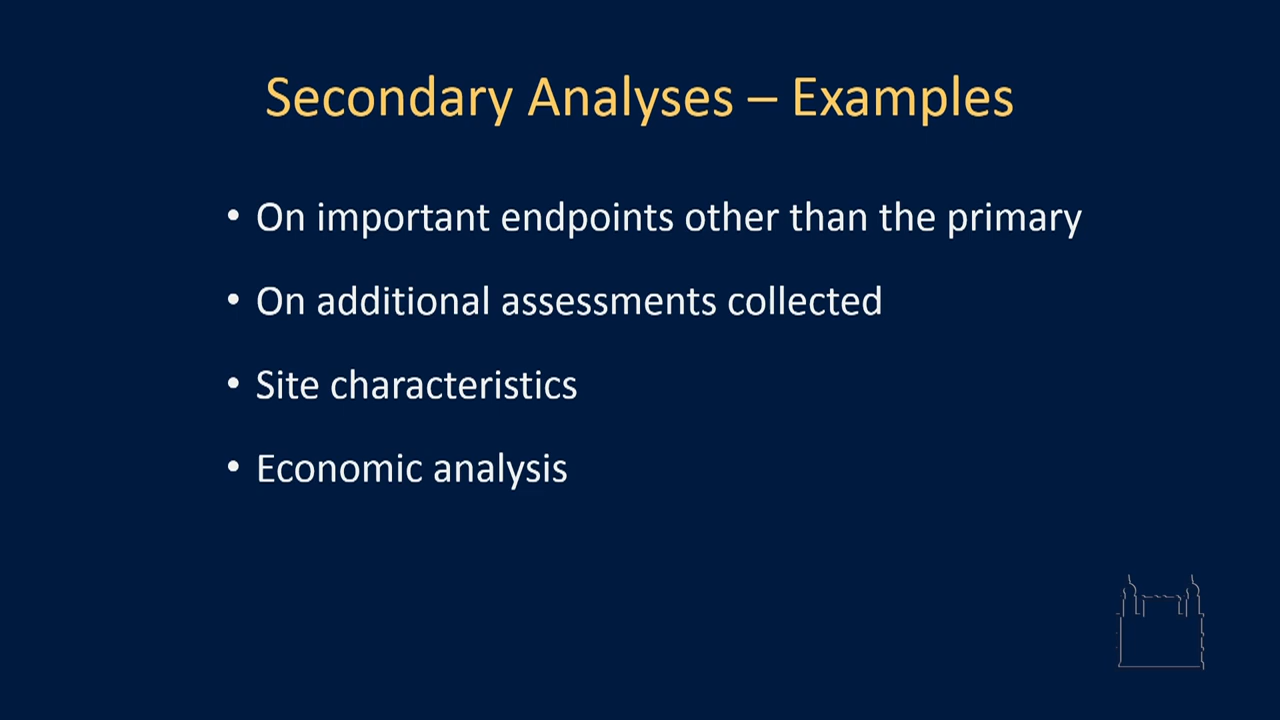 Secondary Analyses – Examples
• On important endpoints other than the primary
• On additional assessments collected
• Site characteristics
• Economic analysis